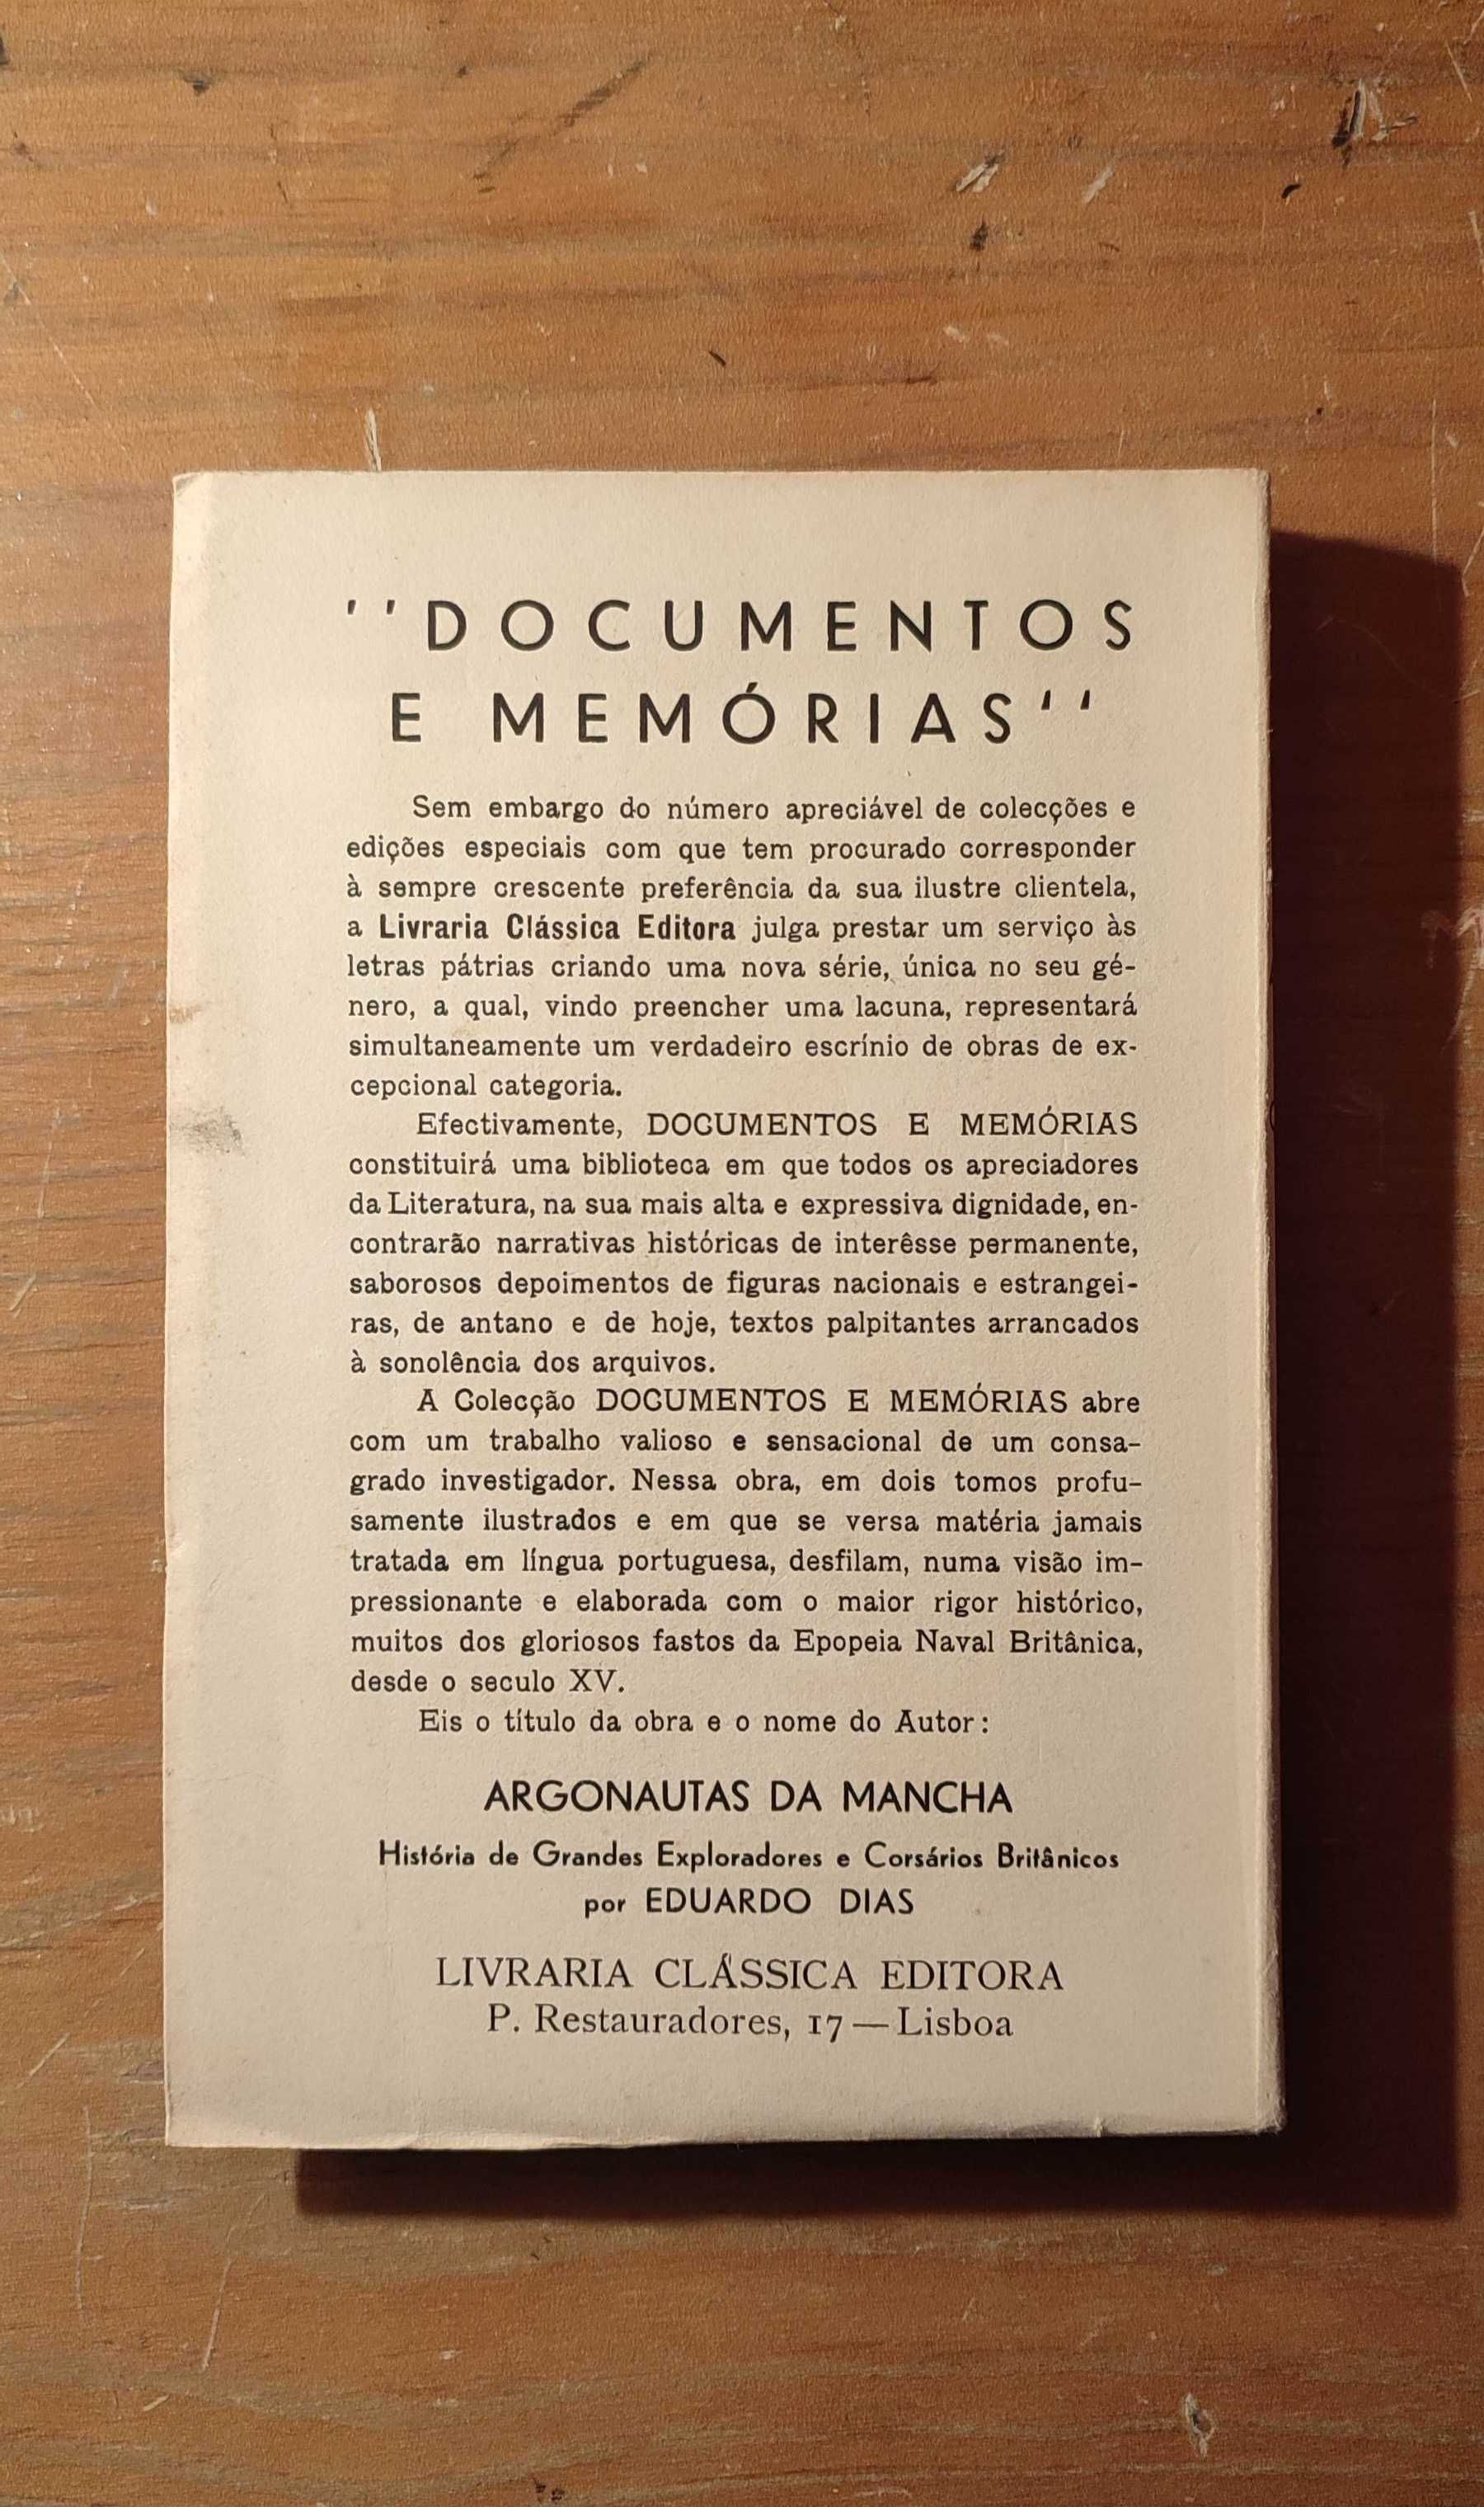 ''DOCUMENTOS
E MEMÓRIAS''
Sem embargo do número apreciável de colecções e
edições especiais com que tem procurado corresponder
à sempre crescente preferência da sua ilustre clientela,
a Livraria Clássica Editora julga prestar um serviço às
letras pátrias criando uma nova série, única no seu gé-
nero, a qual, vindo preencher uma lacuna, representará
simultaneamente um verdadeiro escrínio de obras de ex-
cepcional categoria.
Efectivamente, DOCUMENTOS E MEMÓRIAS
constituirá uma biblioteca em que todos os apreciadores
da Literatura, na sua mais alta e expressiva dignidade, en-
contrarão narrativas históricas de interêsse permanente,
saborosos depoimentos de figuras nacionais e estrangei-
ras, de antano e de hoje, textos palpitantes arrancados
à sonolência dos arquivos.
A Colecção DOCUMENTOS E MEMÓRIAS abre
com um trabalho valioso e sensacional de um consa-
grado investigador. Nessa obra, em dois tomos profu-
samente ilustrados e em que se versa matéria jamais
tratada em língua portuguesa, desfilam, numa visão im-
pressionante e elaborada com o maior rigor histórico,
muitos dos gloriosos fastos da Epopeia Naval Britânica,
desde o seculo XV.
Eis o título da obra e o nome do Autor:
ARGONAUTAS DA MANCHA
História de Grandes Exploradores e Corsários Britânicos
por EDUARDO DIAS
LIVRARIA CLÁSSICA EDITORA
P. Restauradores, 17 — Lisboa